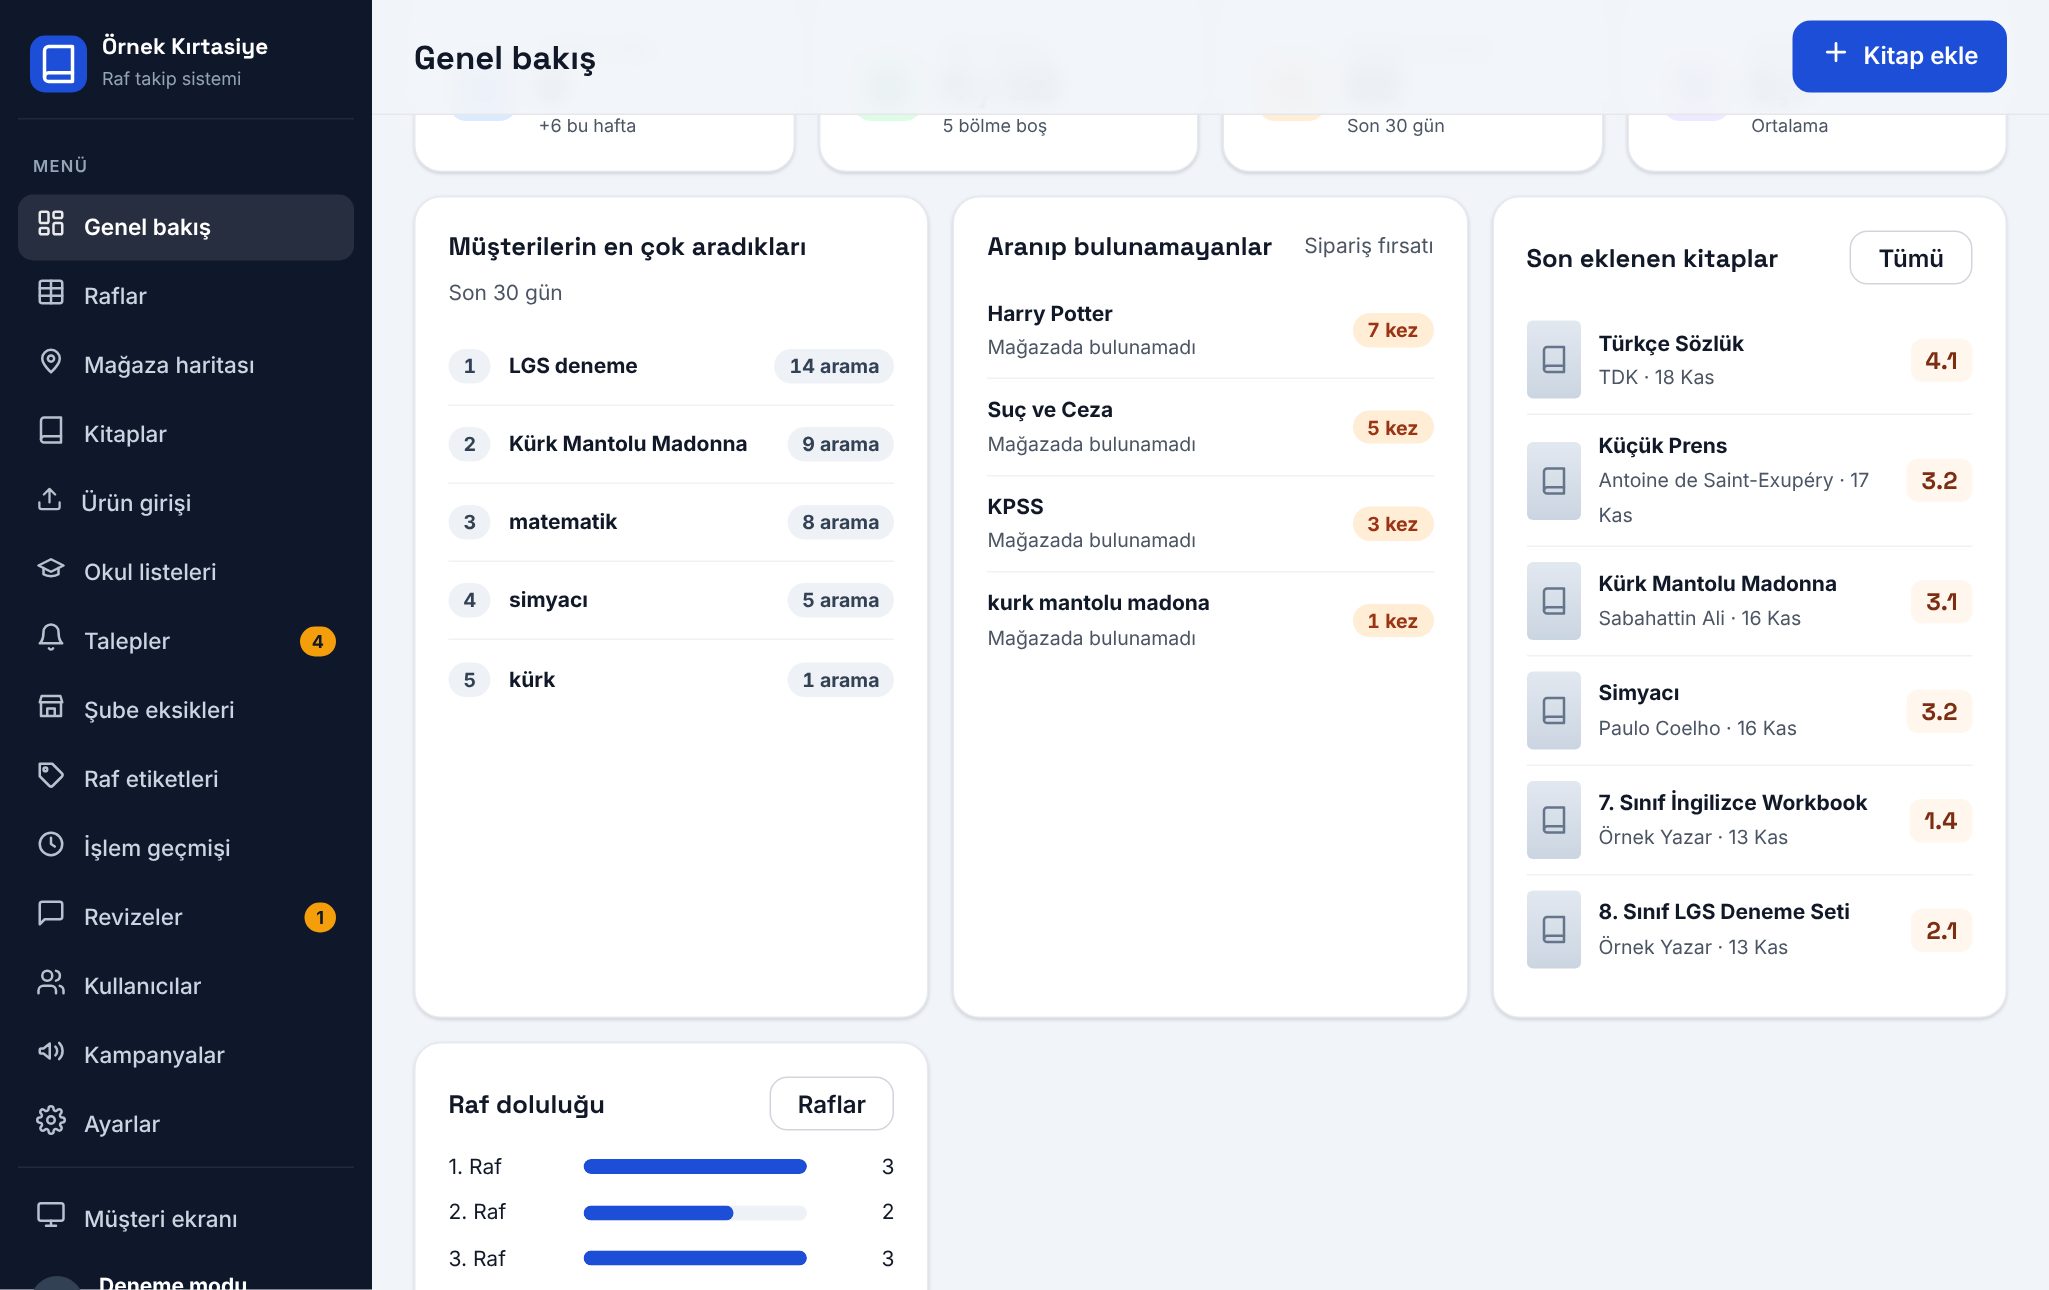 Örnek Kırtasiye
Raf takip sistemi
MENÜ
Genel bakış
Raflar
Mağaza haritası
Kitaplar
Ürün girişi
Okul listeleri
Talepler
4
Şube eksikleri
Raf etiketleri
İşlem geçmişi
Revizeler
1
Kullanıcılar
Kampanyalar
Ayarlar
Müşteri ekranı
Deneme modu
Genel bakış
Kitap ekle
+6 bu hafta
5 bölme boş
Son 30 gün
Ortalama
Müşterilerin en çok aradıkları
Son 30 gün
1 LGS deneme 14 arama
2 Kürk Mantolu Madonna 9 arama
3 matematik 8 arama
4 simyacı 5 arama
5 kürk 1 arama
Aranıp bulunamayanlar Sipariş fırsatı
Harry Potter
Mağazada bulunamadı
7 kez
Suç ve Ceza
Mağazada bulunamadı
5 kez
KPSS
Mağazada bulunamadı
3 kez
kurk mantolu madona
Mağazada bulunamadı
1 kez
Son eklenen kitaplar Tümü
Türkçe Sözlük
TDK · 18 Kas
4.1
Küçük Prens
Antoine de Saint-Exupéry · 17
Kas
3.2
Kürk Mantolu Madonna
Sabahattin Ali · 16 Kas
3.1
Simyacı
Paulo Coelho · 16 Kas
3.2
7. Sınıf İngilizce Workbook
Örnek Yazar · 13 Kas
1.4
8. Sınıf LGS Deneme Seti
Örnek Yazar · 13 Kas
2.1
Raf doluluğu Raflar
1. Raf 3
2. Raf 2
3. Raf 3